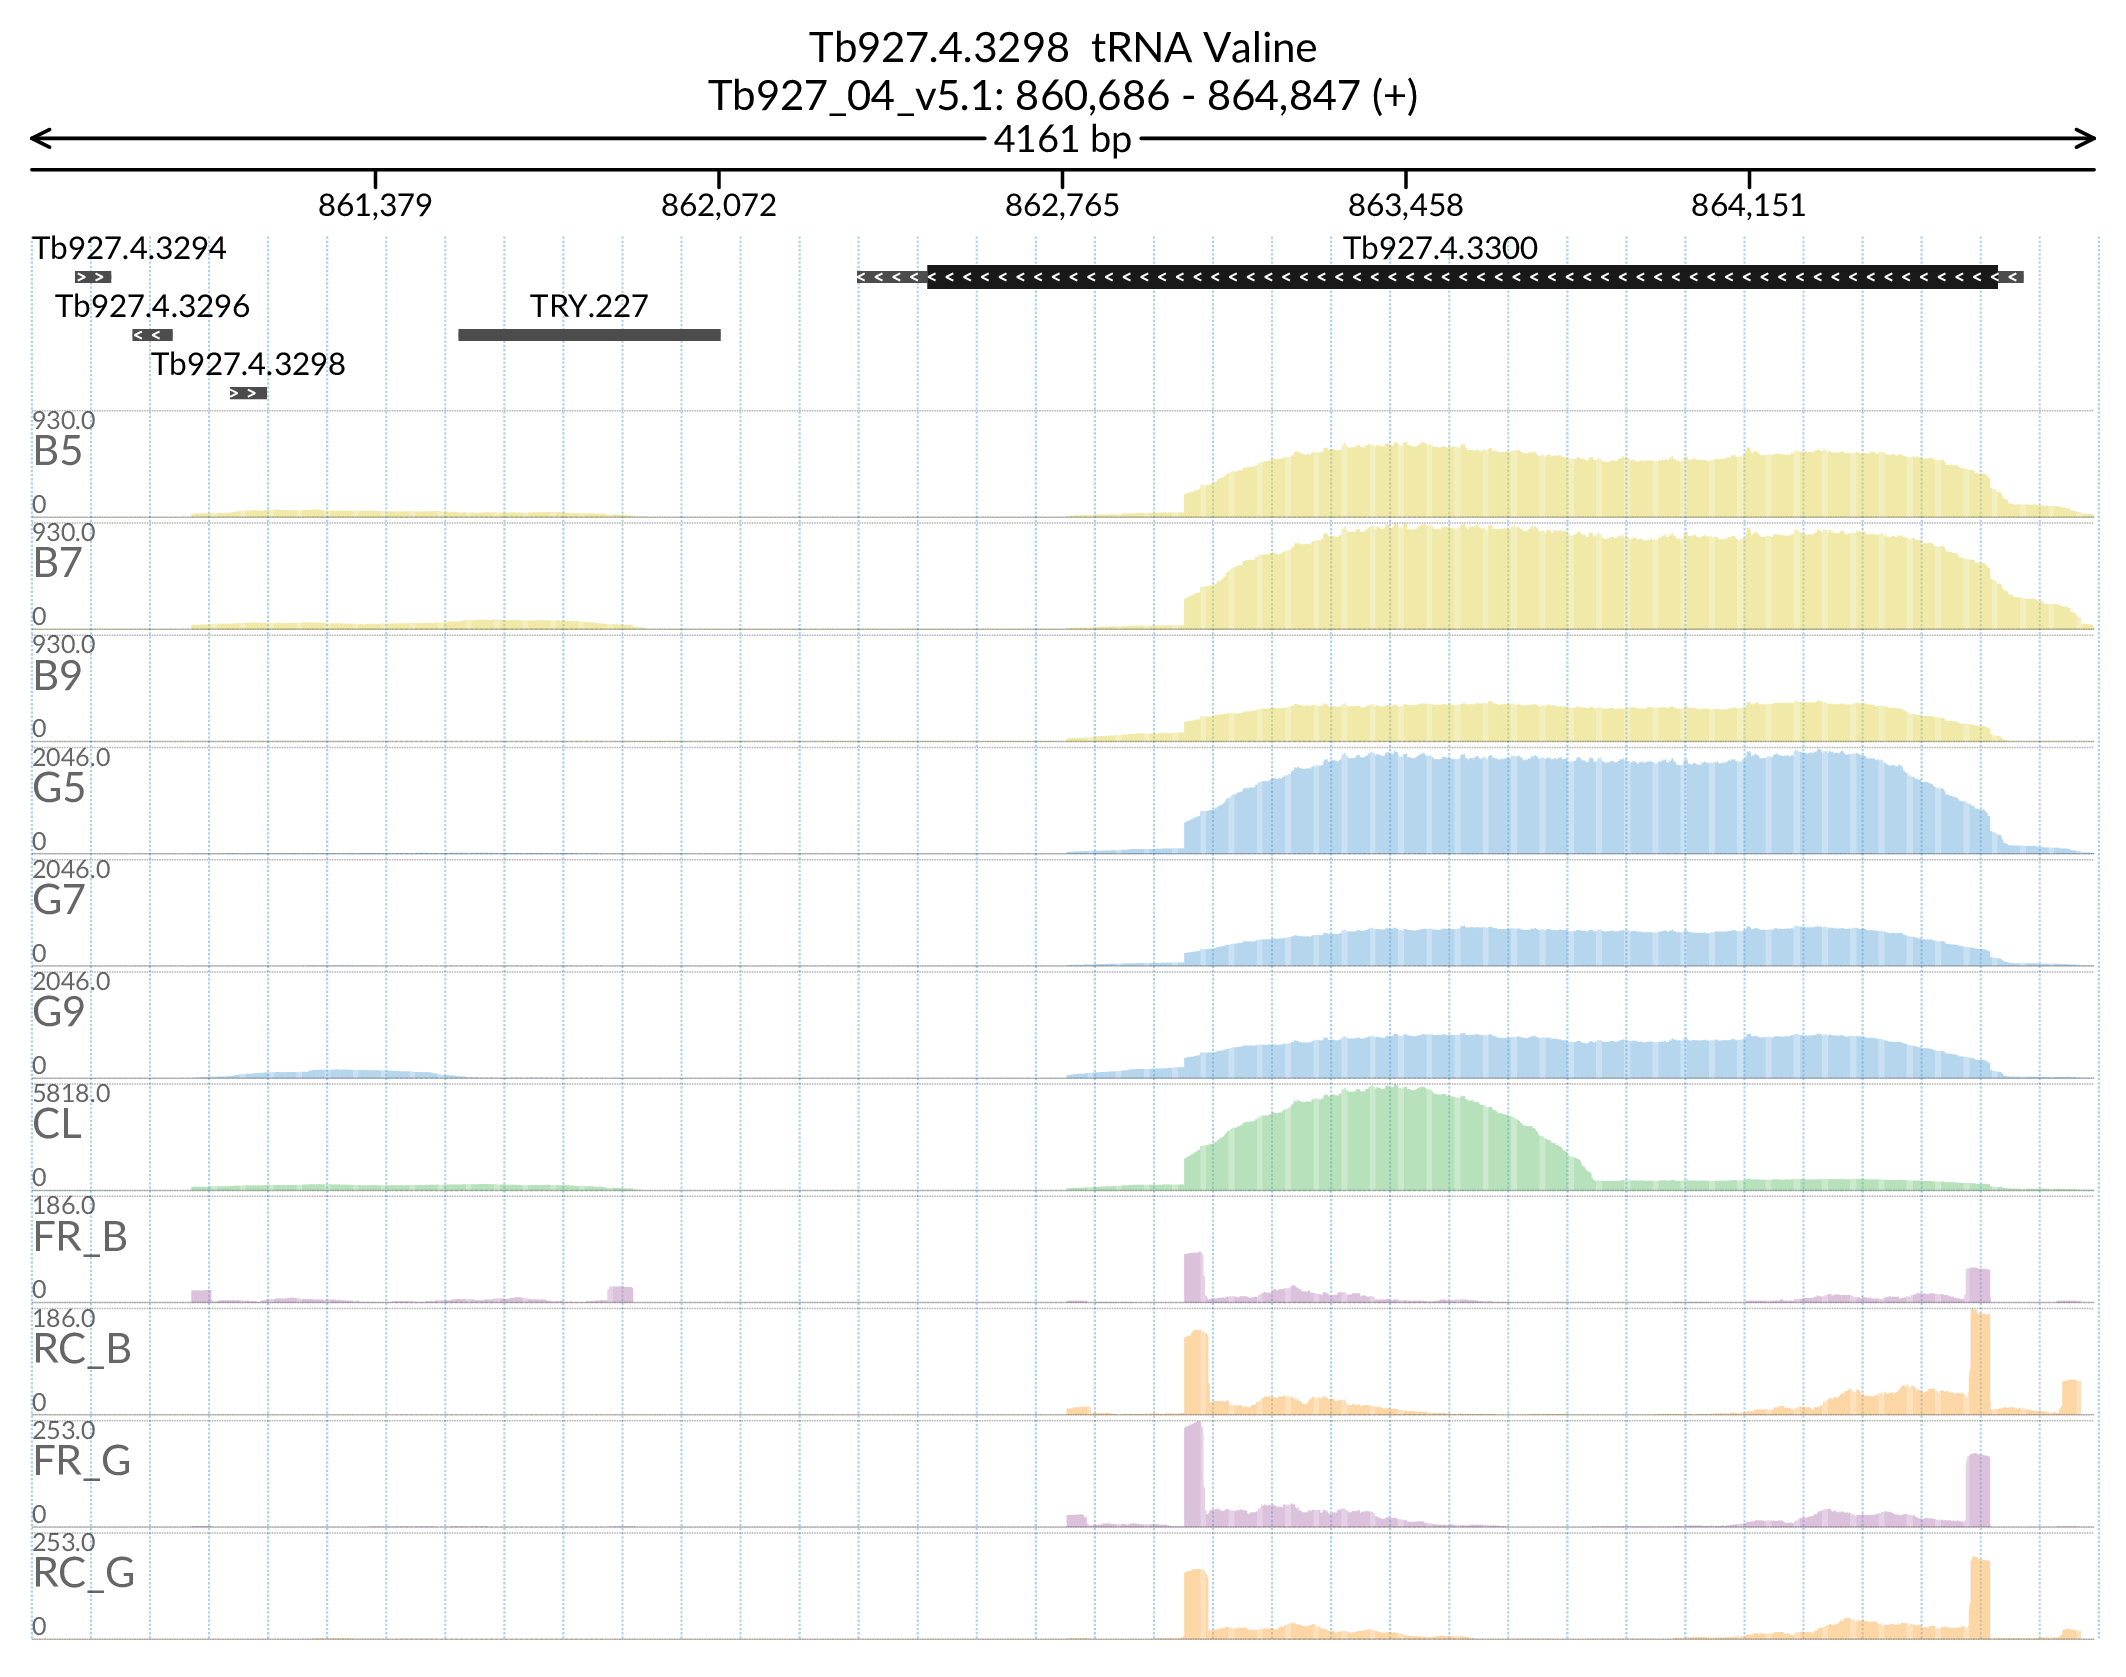 Tb927.4.3298  tRNA Valine
Tb927_04_v5.1: 860,686 - 864,847 (+)
4161 bp
861,379 862,072 862,765 863,458 864,151
Tb927.4.3294 Tb927.4.3300
Tb927.4.3296 TRY.227
Tb927.4.3298
930.0
B5
0
930.0
B7
0
930.0
B9
0
2046.0
G5
0
2046.0
G7
0
2046.0
G9
0
5818.0
CL
0
186.0
FR_B
0
186.0
RC_B
0
253.0
FR_G
0
253.0
RC_G
0